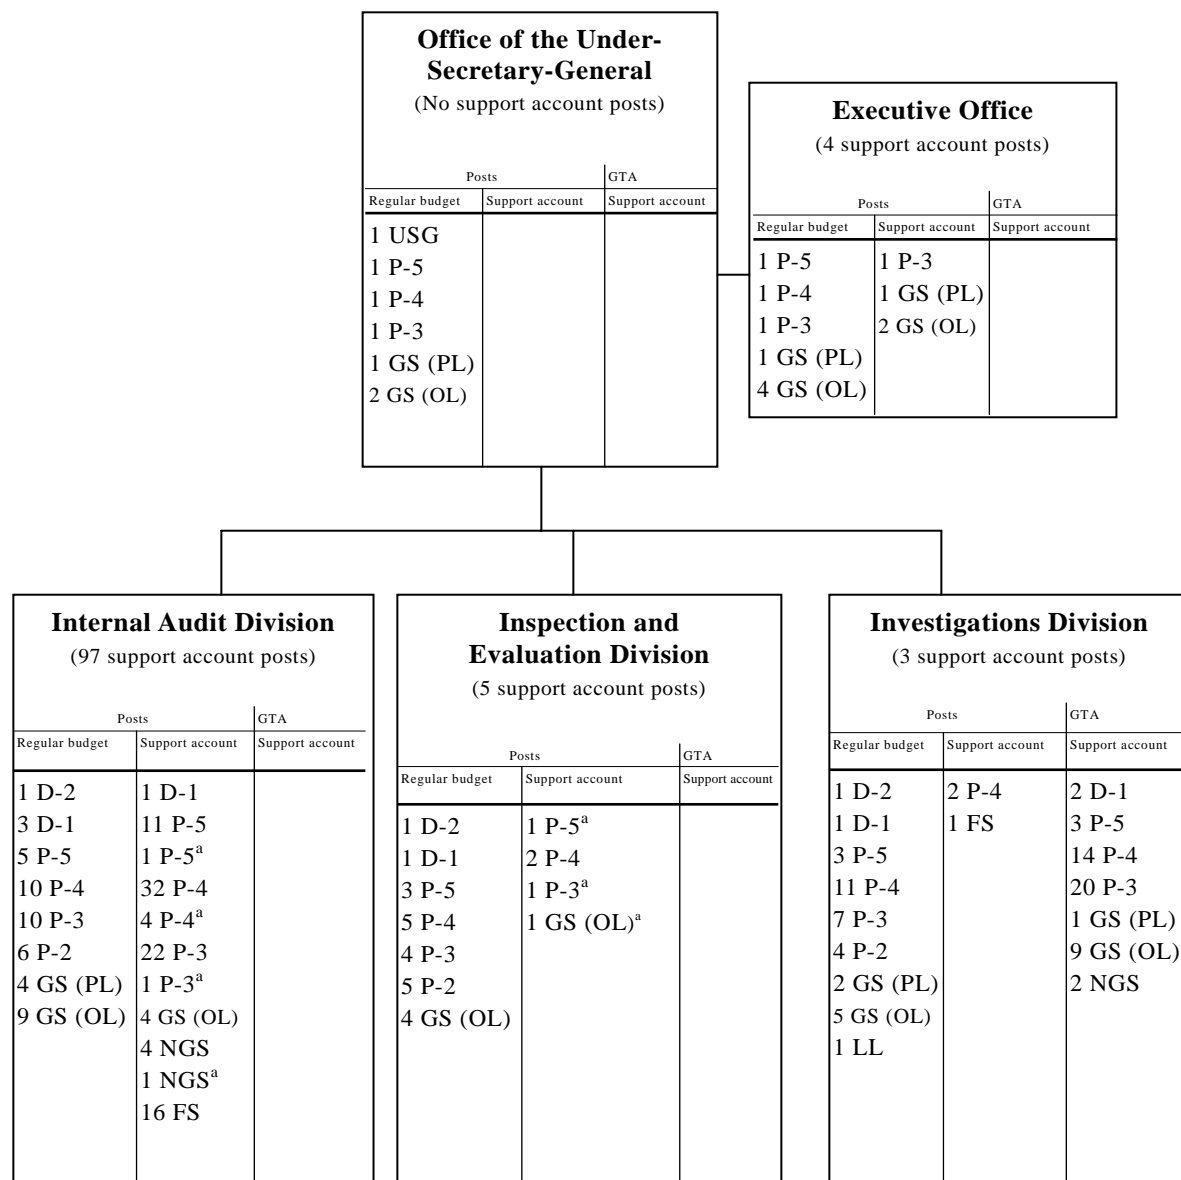 Office of the Under-
Secretary-General
(No support account posts)
Posts GTA
Regular budget Support account Support account
1 USG
1 P-5
1 P-4
1 P-3
1 GS (PL)
2 GS (OL)
Executive Office
(4 support account posts)
Posts GTA
Regular budget Support account Support account
1 P-5 1 P-3
1 P-4 1 GS (PL)
1 P-3 2 GS (OL)
1 GS (PL)
4 GS (OL)
Internal Audit Division
(97 support account posts)
Posts GTA
Regular budget Support account Support account
1 D-2 1 D-1
3 D-1 11 P-5
5 P-5 1 P-5ᵃ
10 P-4 32 P-4
10 P-3 4 P-4ᵃ
6 P-2 22 P-3
4 GS (PL) 1 P-3ᵃ
9 GS (OL) 4 GS (OL)
4 NGS
1 NGSᵃ
16 FS
Inspection and
Evaluation Division
(5 support account posts)
Posts GTA
Regular budget Support account Support account
1 D-2 1 P-5ᵃ
1 D-1 2 P-4
3 P-5 1 P-3ᵃ
5 P-4 1 GS (OL)ᵃ
4 P-3
5 P-2
4 GS (OL)
Investigations Division
(3 support account posts)
Posts GTA
Regular budget Support account Support account
1 D-2 2 P-4 2 D-1
1 D-1 1 FS 3 P-5
3 P-5 14 P-4
11 P-4 20 P-3
7 P-3 1 GS (PL)
4 P-2 9 GS (OL)
2 GS (PL) 2 NGS
5 GS (OL)
1 LL